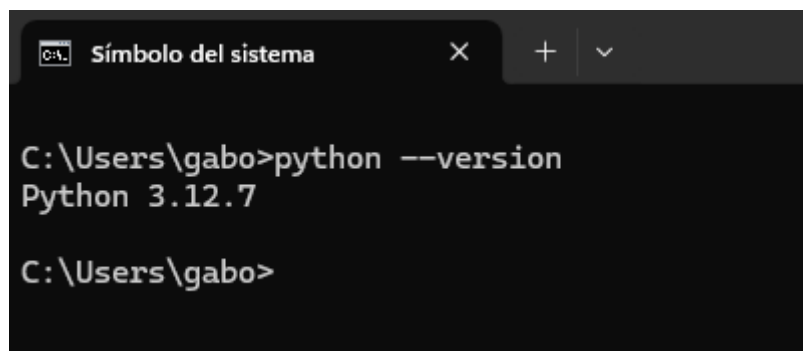 C:\.
Símbolo del sistema
C:\Users\gabo>python --version
Python 3.12.7
C:\Users\gabo>